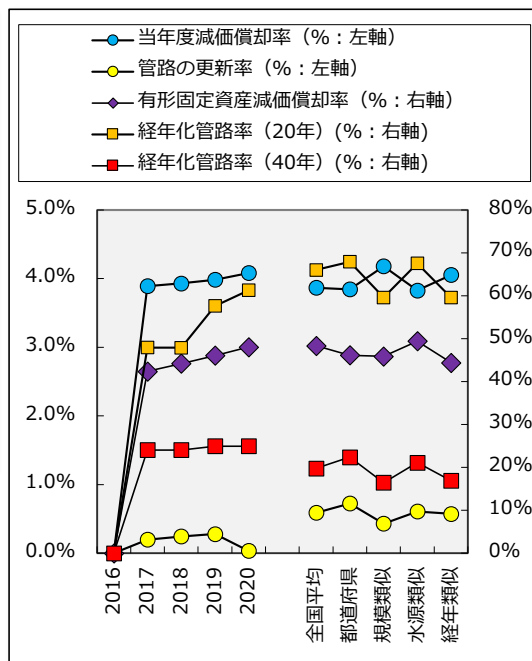 当年度減価償却率（%：左軸）
管路の更新率（%：左軸）
有形固定資産減価償却率（%：右軸）
経年化管路率（20年）(%：右軸)
経年化管路率（40年）(%：右軸)
5.0%
4.0%
3.0%
2.0%
1.0%
0.0%
80%
70%
60%
50%
40%
30%
20%
10%
0%
2016
2017
2018
2019
2020
全国平均
都道府県
規模類似
水源類似
経年類似